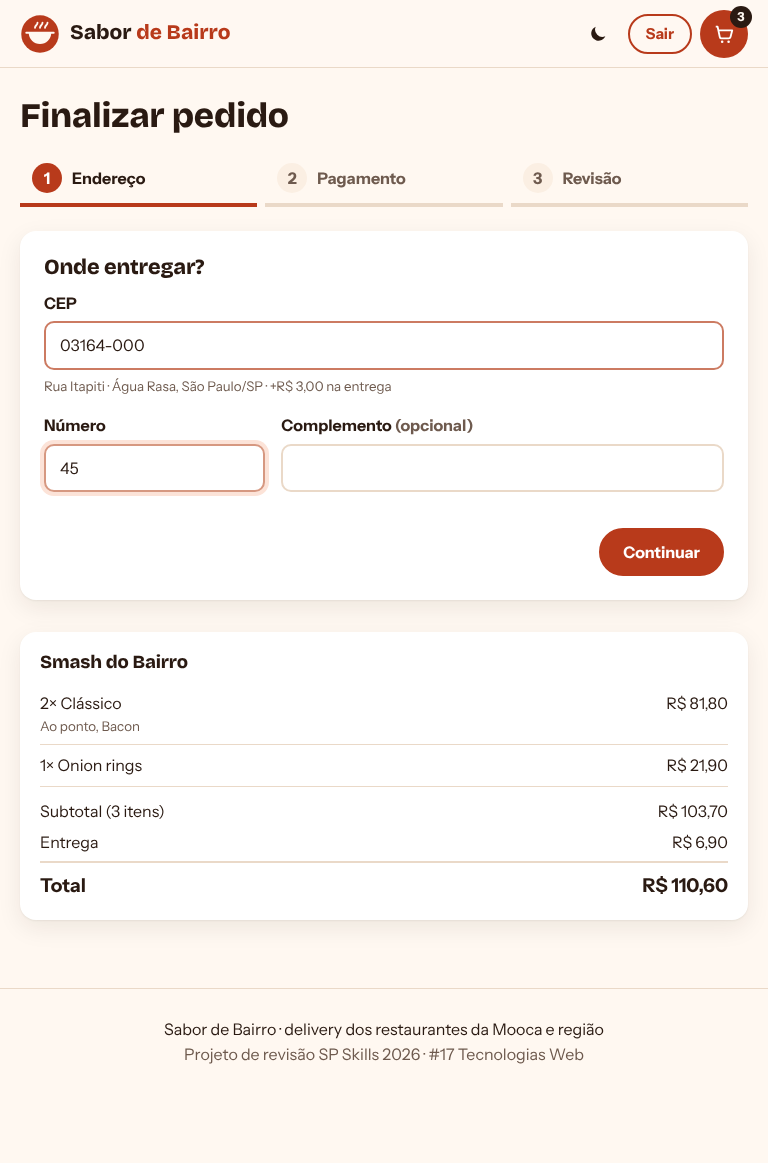 Sabor de Bairro
Sair
3
Finalizar pedido
1 Endereço
2 Pagamento
3 Revisão
Onde entregar?
CEP
03164-000
Rua Itapiti · Água Rasa, São Paulo/SP · +R$ 3,00 na entrega
Número
Complemento (opcional)
45
Continuar
Smash do Bairro
2× Clássico R$ 81,80
Ao ponto, Bacon
1× Onion rings R$ 21,90
Subtotal (3 itens) R$ 103,70
Entrega R$ 6,90
Total R$ 110,60
Sabor de Bairro · delivery dos restaurantes da Mooca e região
Projeto de revisão SP Skills 2026 · #17 Tecnologias Web